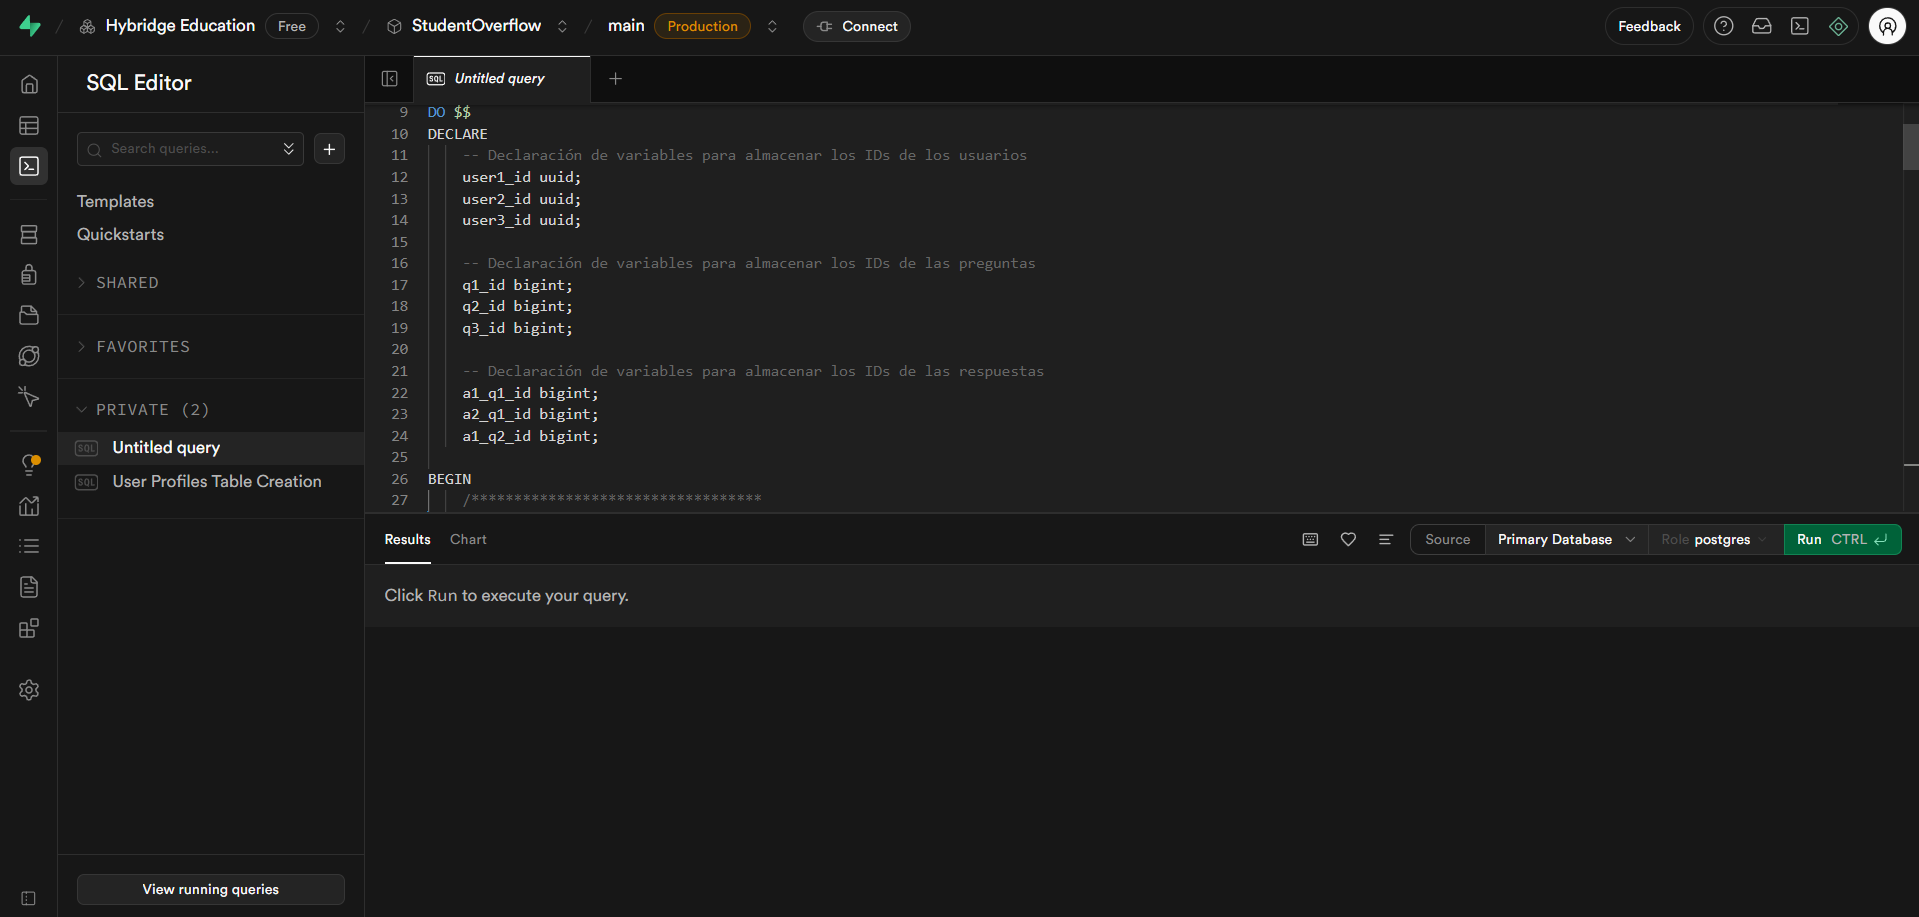 Hybridge Education Free StudentOverflow main Production Connect Feedback
SQL Editor
Search queries...
Templates
Quickstarts
SHARED
FAVORITES
PRIVATE (2)
SQL Untitled query
SQL User Profiles Table Creation
View running queries
SQL Untitled query
9 DO $$
10 DECLARE
11 -- Declaración de variables para almacenar los IDs de los usuarios
12 user1_id uuid;
13 user2_id uuid;
14 user3_id uuid;
15
16 -- Declaración de variables para almacenar los IDs de las preguntas
17 q1_id bigint;
18 q2_id bigint;
19 q3_id bigint;
20
21 -- Declaración de variables para almacenar los IDs de las respuestas
22 a1_q1_id bigint;
23 a2_q1_id bigint;
24 a1_q2_id bigint;
25
26 BEGIN
27 /**********************************
Results Chart Source Primary Database Role postgres Run CTRL
Click Run to execute your query.